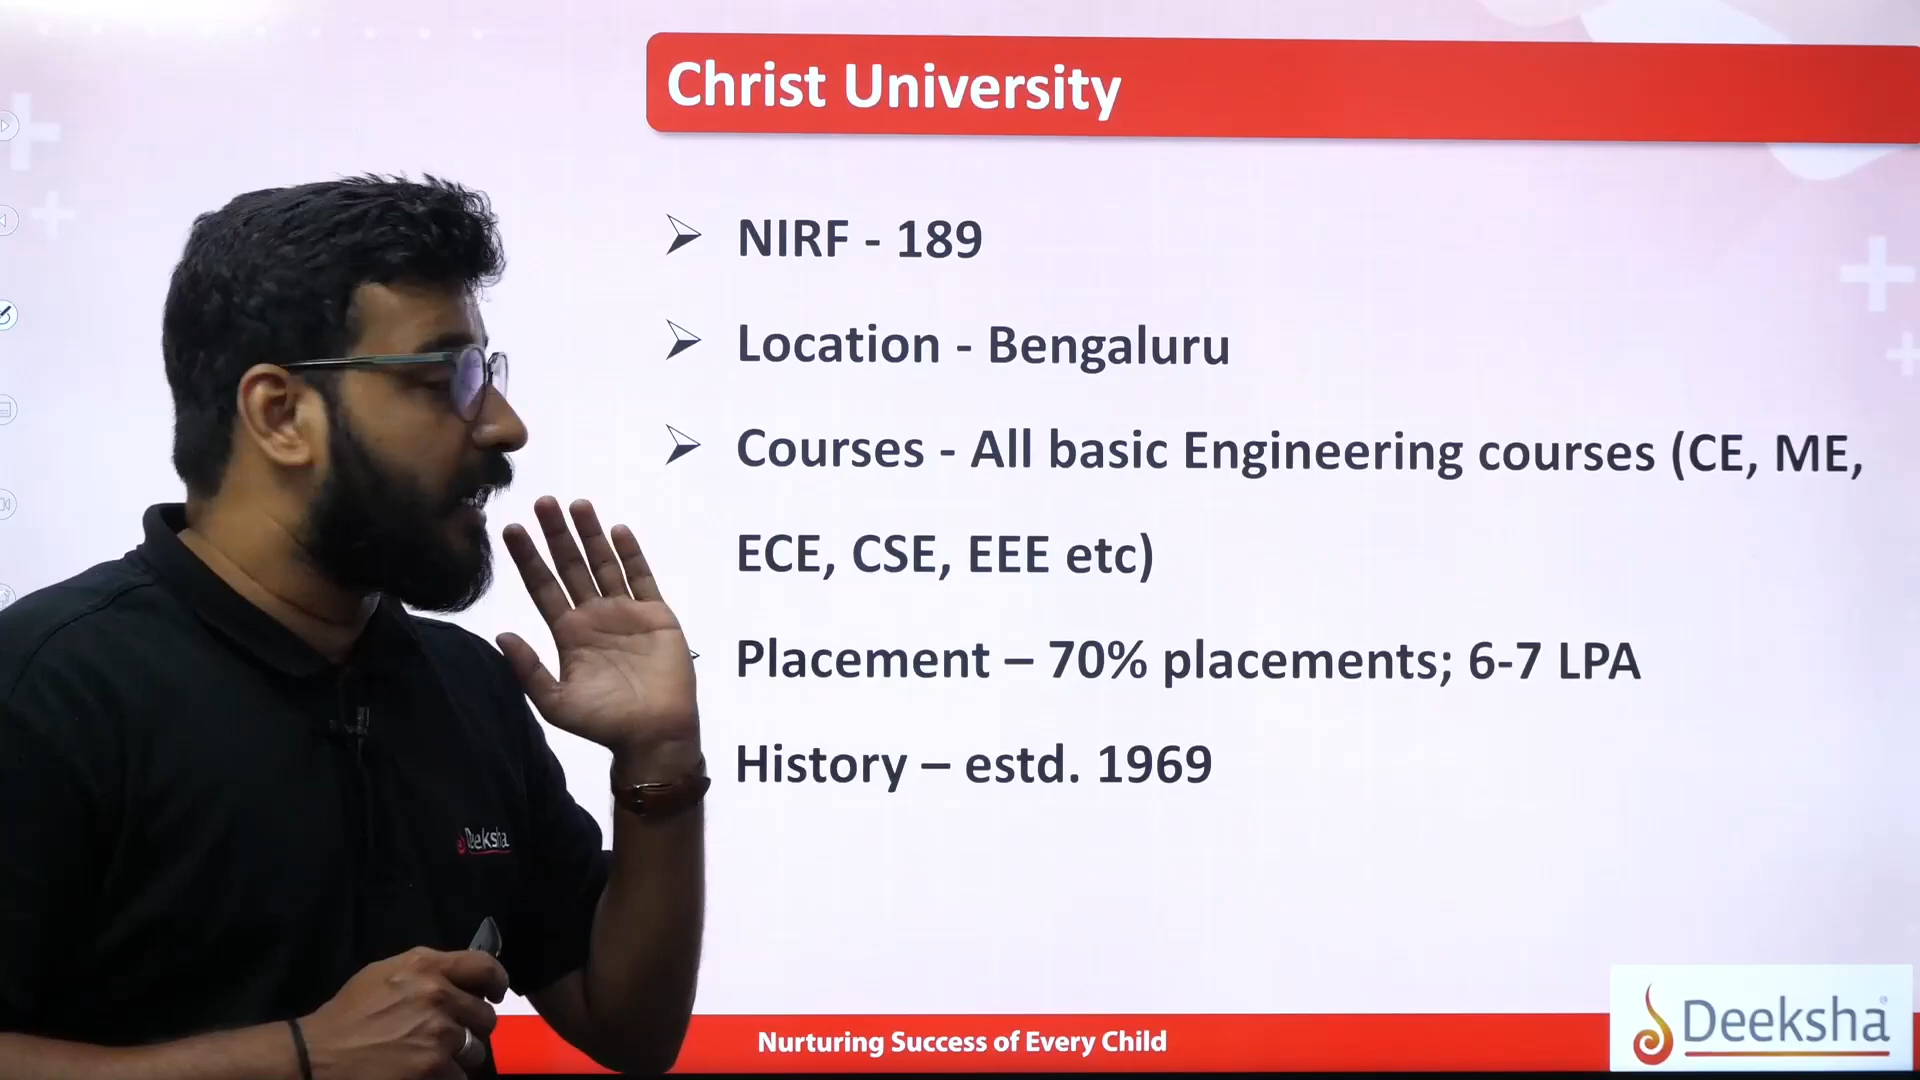 Christ University
NIRF - 189
Location - Bengaluru
Courses - All basic Engineering courses (CE, ME,
ECE, CSE, EEE etc)
Placement – 70% placements; 6-7 LPA
History – estd. 1969
Deeksha
Nurturing Success of Every Child
Deeksha